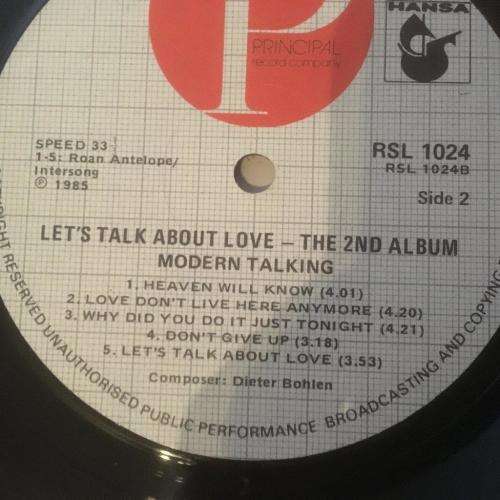 P
PRINCIPAL
record company
HANSA
SPEED 33 1/3
1-5: Roan Antelope/
Intersong
℗ 1985
RSL 1024
RSL 1024B
Side 2
LET'S TALK ABOUT LOVE – THE 2ND ALBUM
MODERN TALKING
1. HEAVEN WILL KNOW (4.01)
2. LOVE DON'T LIVE HERE ANYMORE (4.20)
3. WHY DID YOU DO IT JUST TONIGHT (4.21)
4. DON'T GIVE UP (3.18)
5. LET'S TALK ABOUT LOVE (3.53)
Composer: Dieter Bohlen
RESERVED UNAUTHORISED PUBLIC PERFORMANCE BROADCASTING AND COPYING